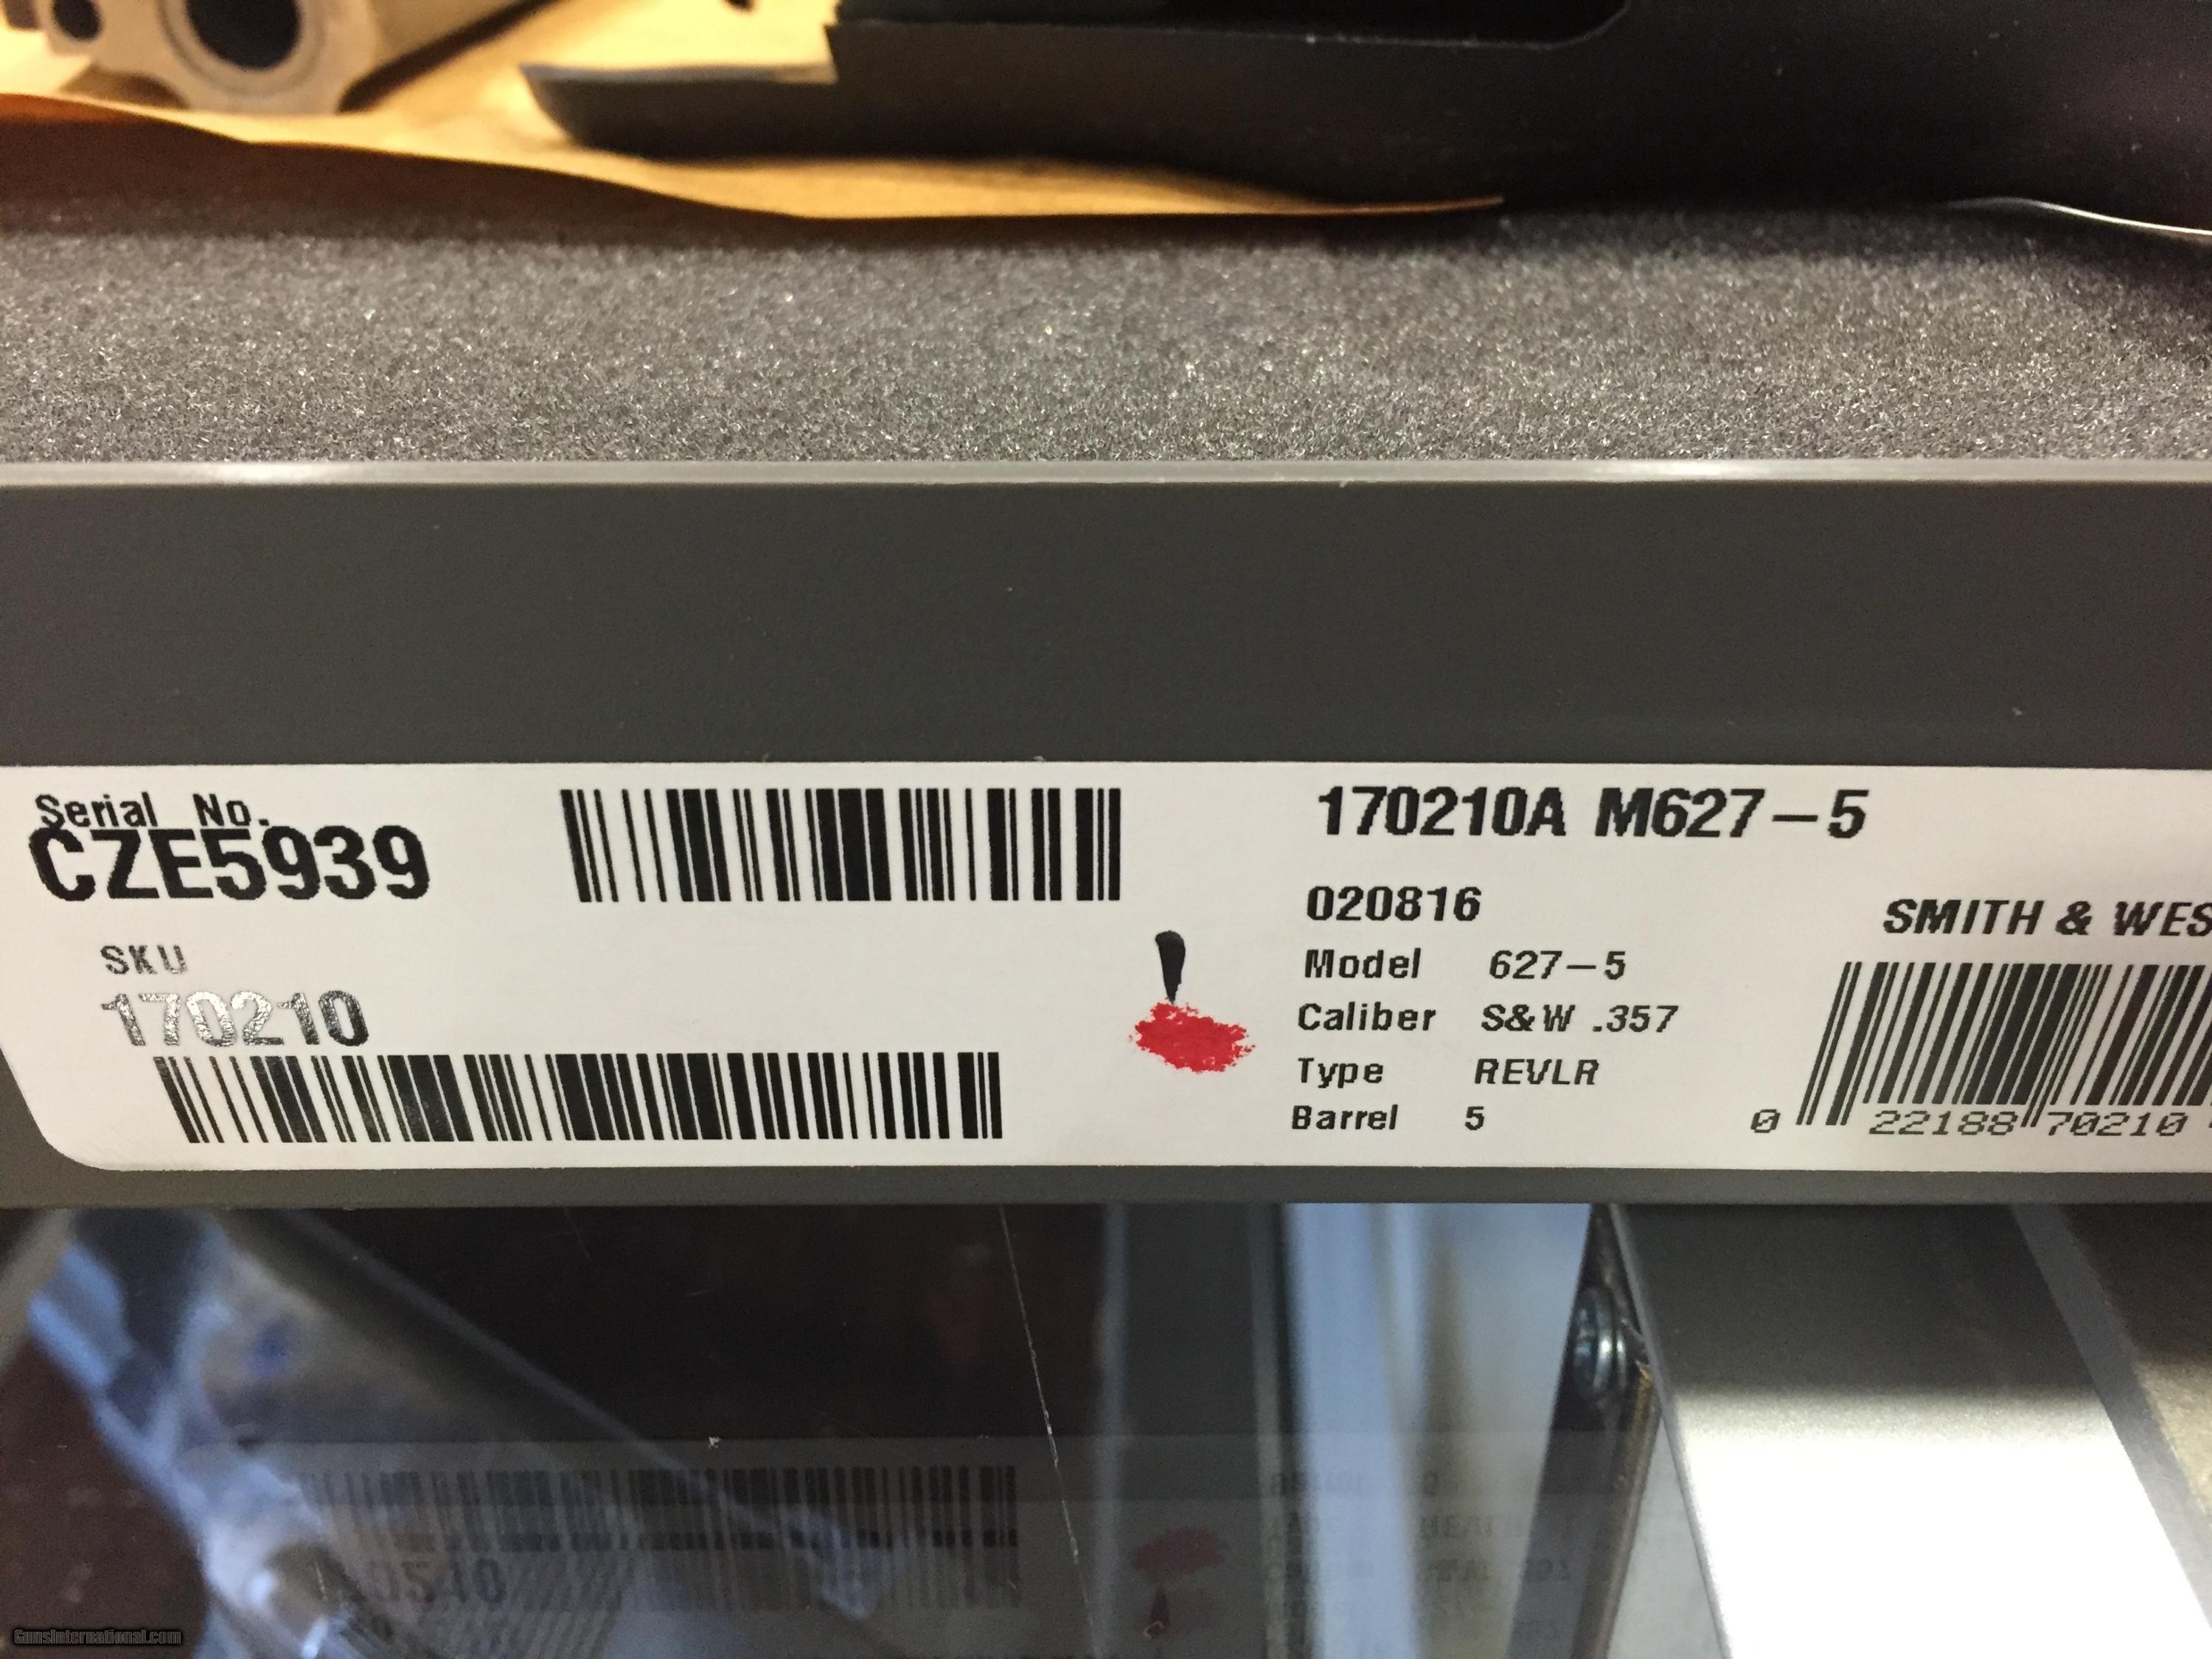 Serial No.
CZE5939
SKU
170210
170210A M627-5
020816
Model 627-5
Caliber S&W .357
Type REVLR
Barrel 5
SMITH & WES
0 22188 70210
GunsInternational.com